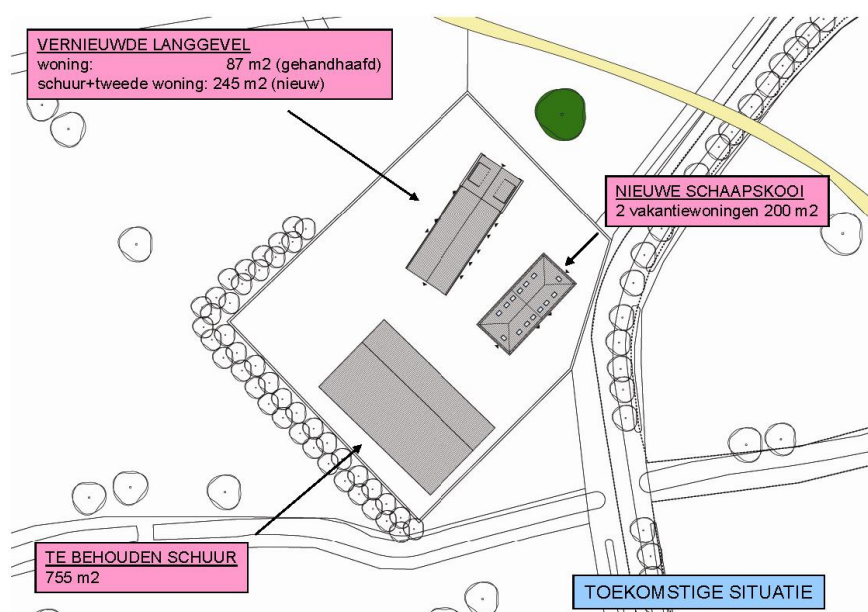 VERNIEUWDE LANGGEVEL
woning: 87 m2 (gehandhaafd)
schuur+tweede woning: 245 m2 (nieuw)
NIEUWE SCHAAPSKOOI
2 vakantiewoningen 200 m2
TE BEHOUDEN SCHUUR
755 m2
TOEKOMSTIGE SITUATIE